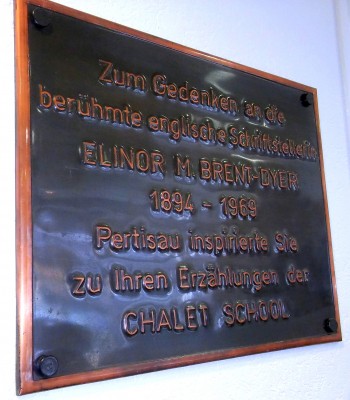 Zum Gedenken an die
berühmte englische Schriftstellerin
ELINOR M. BRENT-DYER
1894 - 1969
Pertisau inspirierte Sie
zu Ihren Erzählungen der
CHALET SCHOOL